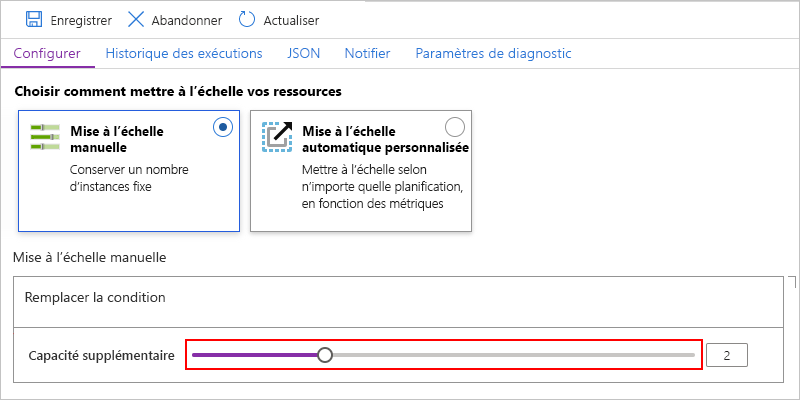 Enregistrer Abandonner Actualiser
Configurer Historique des exécutions JSON Notifier Paramètres de diagnostic
Choisir comment mettre à l’échelle vos ressources
Mise à l’échelle
manuelle
Conserver un nombre
d’instances fixe
Mise à l’échelle
automatique personnalisée
Mettre à l’échelle selon
n’importe quelle planification,
en fonction des métriques
Mise à l’échelle manuelle
Remplacer la condition
Capacité supplémentaire 2